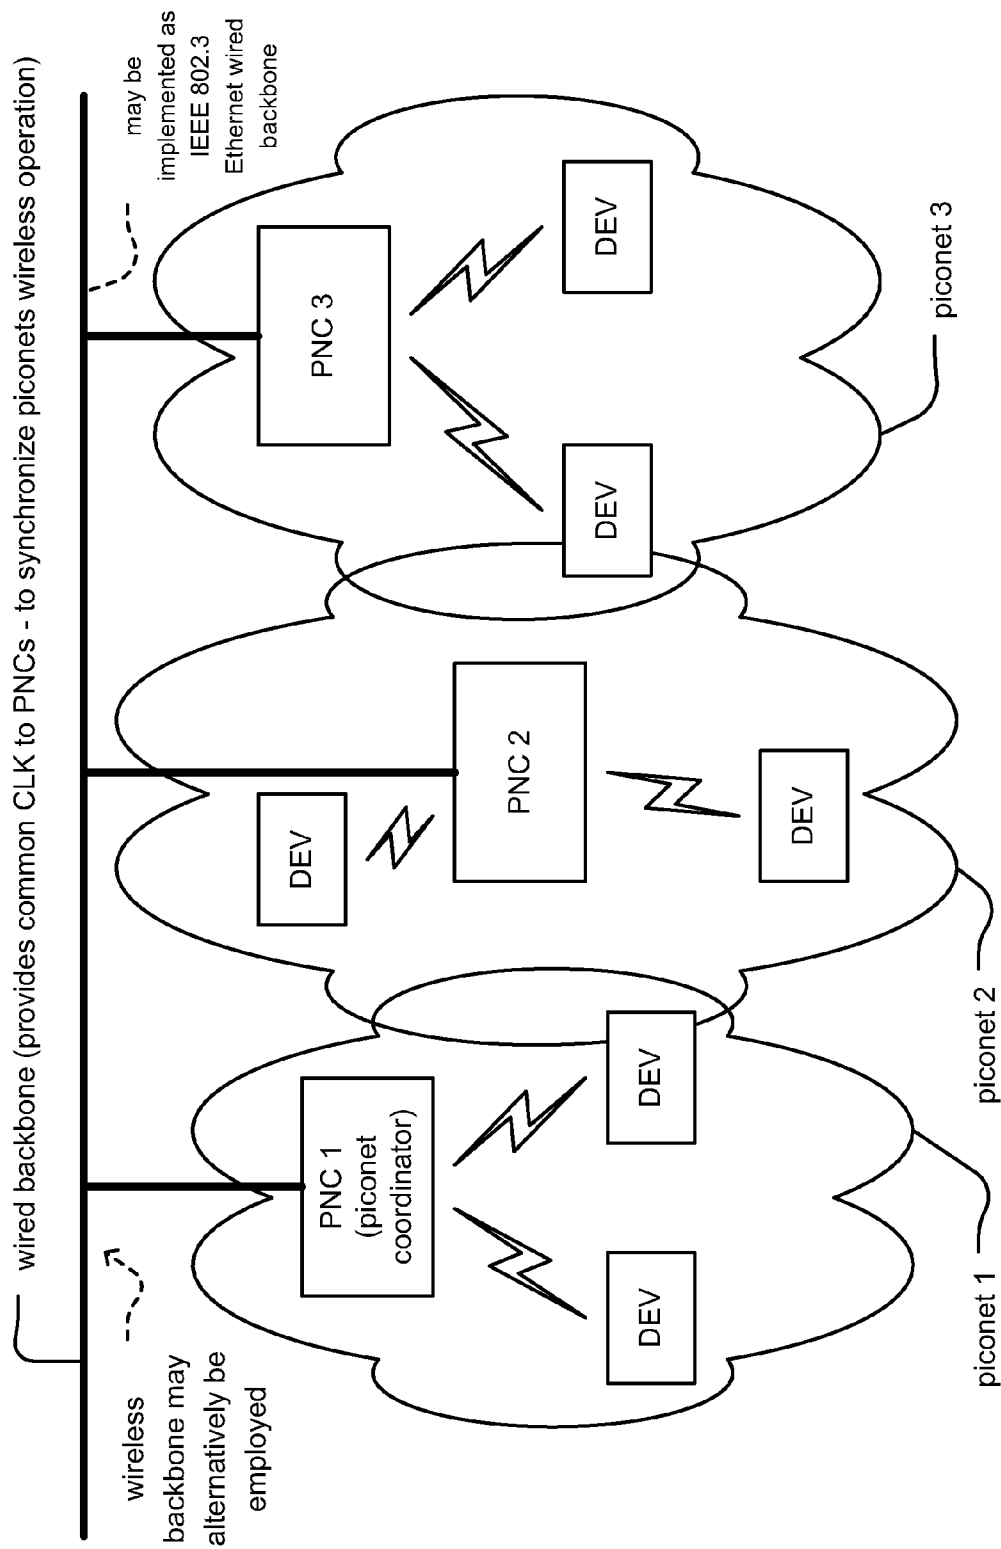 wired backbone (provides common CLK to PNCs - to synchronize piconets wireless operation)
wireless
backbone may
alternatively be
employed
may be
implemented as
IEEE 802.3
Ethernet wired
backbone
PNC 1
(piconet
coordinator)
DEV
DEV
piconet 1
DEV
PNC 2
DEV
piconet 2
PNC 3
DEV
DEV
piconet 3